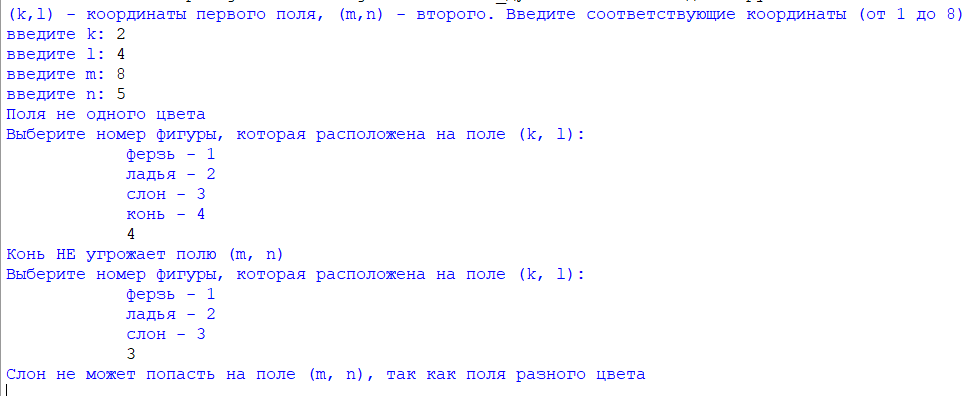 (k,l) – координаты первого поля, (m,n) – второго. Введите соответствующие координаты (от 1 до 8)
введите k: 2
введите l: 4
введите m: 8
введите n: 5
Поля не одного цвета
Выберите номер фигуры, которая расположена на поле (k, l):
ферзь – 1
ладья – 2
слон – 3
конь – 4
4
Конь НЕ угрожает полю (m, n)
Выберите номер фигуры, которая расположена на поле (k, l):
ферзь – 1
ладья – 2
слон – 3
3
Слон не может попасть на поле (m, n), так как поля разного цвета